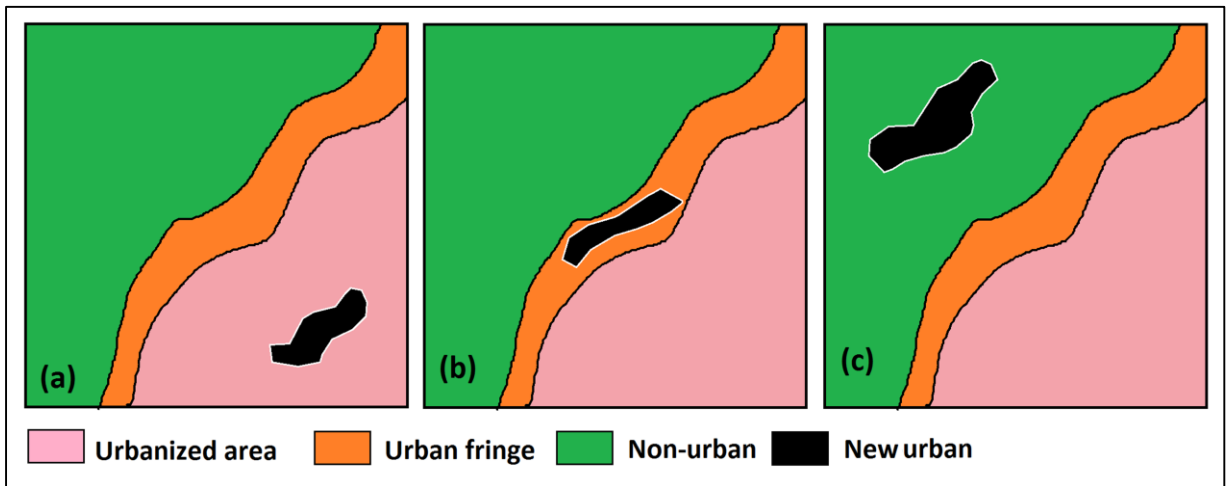 (a)
(b)
(c)
Urbanized area
Urban fringe
Non-urban
New urban